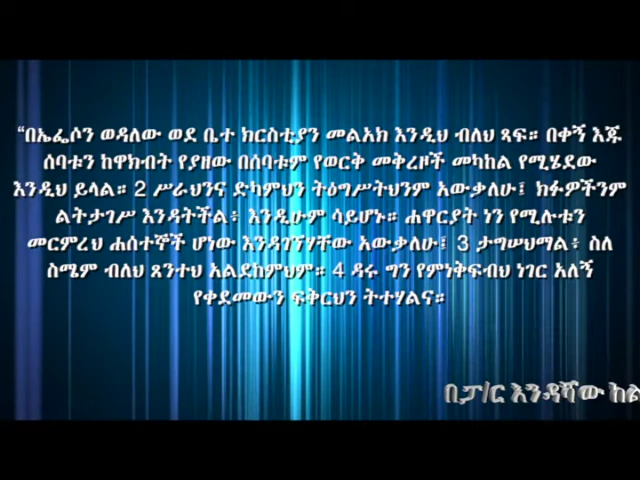 “በኤፌሶን ወዳለው ወደ ቤተ ክርስቲያን መልአክ እንዲህ ብለህ ጻፍ። በቀኝ እጁ
ሰባቱን ከዋክብት የያዘው በሰባቱም የወርቅ መቅረዞች መካከል የሚሄደው
እንዲህ ይላል። 2 ሥራህንና ድካምህን ትዕግሥትህንም አውቃለሁ፤ ክፉዎችንም
ልትታገሥ እንዳትችል፥ እንዲሁም ሳይሆኑ። ሐዋርያት ነን የሚሉቱን
መርምረህ ሐሰተኞች ሆነው እንዳገኘሃቸው አውቃለሁ፤ 3 ታግሠህማል፥ ስለ
ስሜም ብለህ ጸንተህ አልደከምህም። 4 ዳሩ ግን የምነቅፍብህ ነገር አለኝ
የቀደመውን ፍቅርህን ትተሃልና።
በፓ/ር እንዳሻው ከል